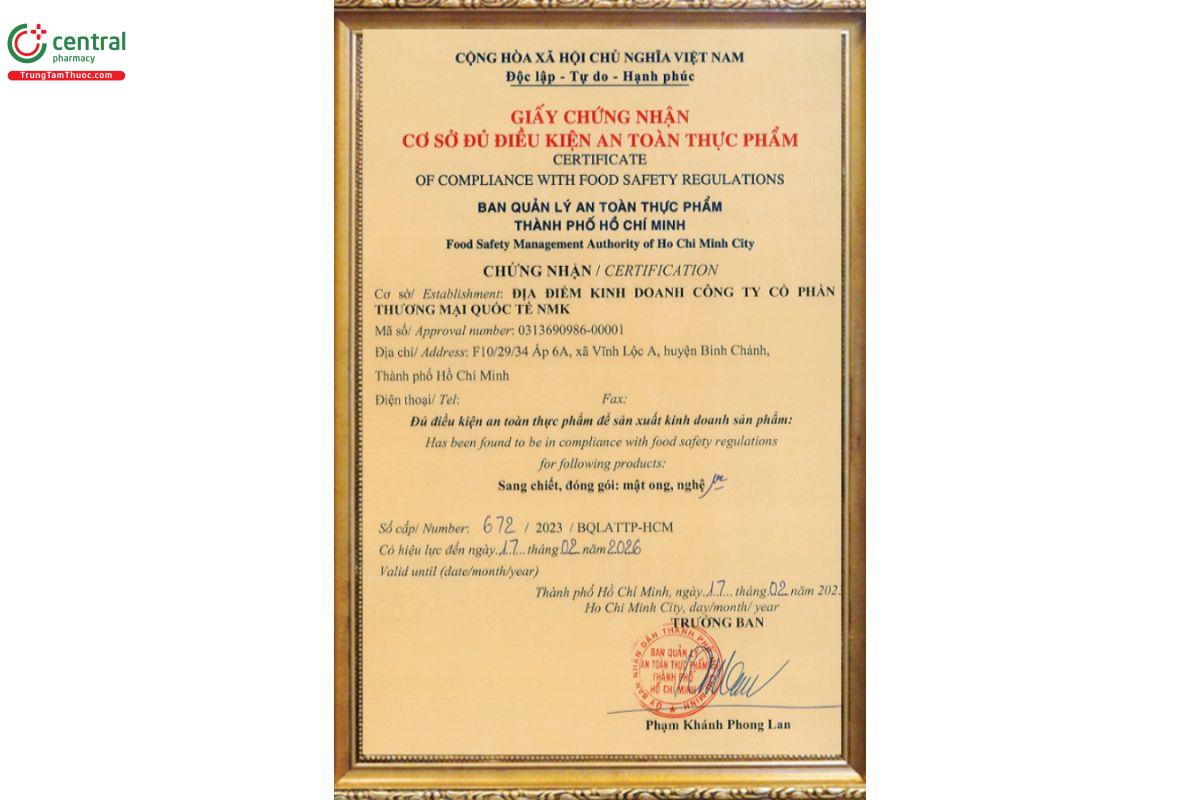 central
pharmacy
TrungTamThuoc.com
CỘNG HÒA XÃ HỘI CHỦ NGHĨA VIỆT NAM
Độc lập - Tự do - Hạnh phúc
GIẤY CHỨNG NHẬN
CƠ SỞ ĐỦ ĐIỀU KIỆN AN TOÀN THỰC PHẨM
CERTIFICATE
OF COMPLIANCE WITH FOOD SAFETY REGULATIONS
BAN QUẢN LÝ AN TOÀN THỰC PHẨM
THÀNH PHỐ HỒ CHÍ MINH
Food Safety Management Authority of Ho Chi Minh City
CHỨNG NHẬN / CERTIFICATION
Cơ sở/ Establishment: ĐỊA ĐIỂM KINH DOANH CÔNG TY CỔ PHẦN
THƯƠNG MẠI QUỐC TẾ NMK
Mã số/ Approval number: 0313690986-00001
Địa chỉ/ Address: F10/29/34 Ấp 6A, xã Vĩnh Lộc A, huyện Bình Chánh,
Thành phố Hồ Chí Minh
Điện thoại/ Tel: Fax:
Đủ điều kiện an toàn thực phẩm để sản xuất kinh doanh sản phẩm:
Has been found to be in compliance with food safety regulations
for following products:
Sang chiết, đóng gói: mật ong, nghệ
Số cấp/ Number: 672 / 2023 / BQLATTP-HCM
Có hiệu lực đến ngày..17...tháng 02 năm 2026
Valid until (date/month/year)
Thành phố Hồ Chí Minh, ngày..17... tháng.02 năm 202
Ho Chi Minh City, day/month/ year
TRƯỞNG BAN
ỦY BAN NHÂN DÂN THÀNH PHỐ HỒ CHÍ MINH
BAN QUẢN LÝ
AN TOÀN THỰC PHẨM
THÀNH PHỐ
HỒ CHÍ MINH
Phạm Khánh Phong Lan